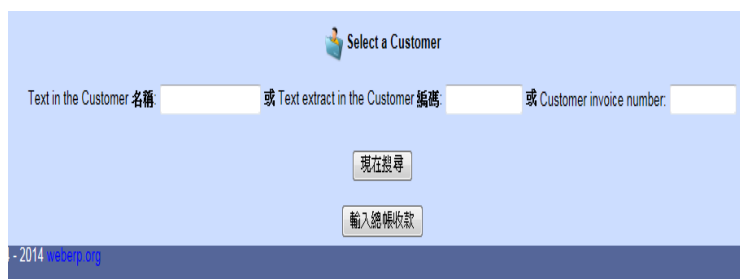 Select a Customer
Text in the Customer 名稱: 或 Text extract in the Customer 編碼: 或 Customer invoice number:
現在搜尋
輸入總帳收款
- 2014 weberp.org